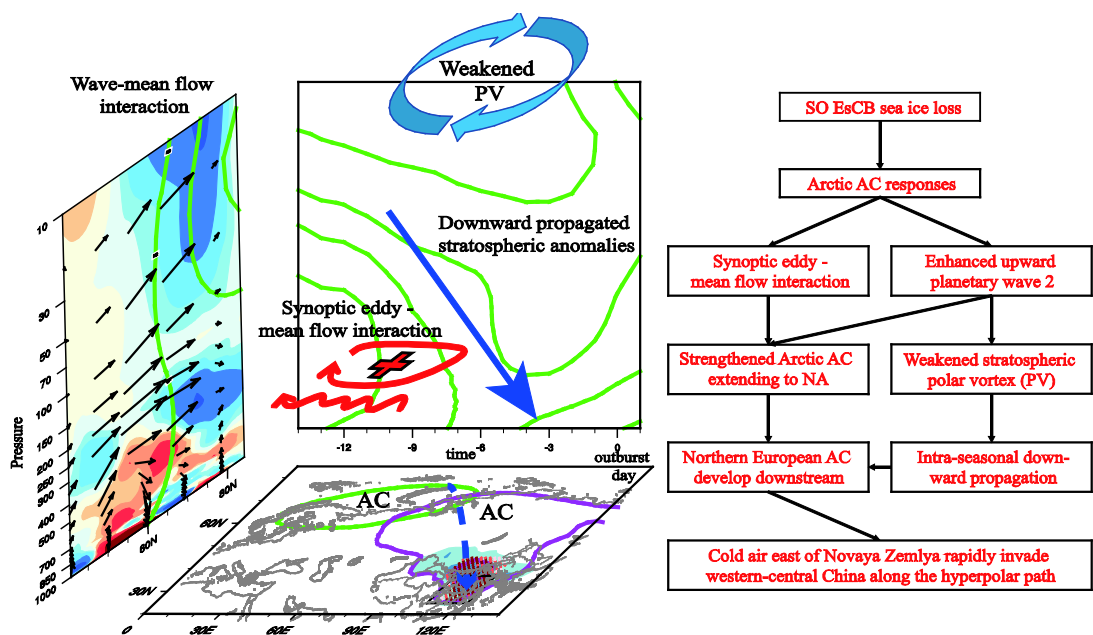 Wave-mean flow
interaction
Pressure
10
30
50
70
100
150
200
250
300
400
500
700
850
1000
60N
80N
Weakened
PV
Downward propagated
stratospheric anomalies
Synoptic eddy -
mean flow interaction
-12
-9
-6
-3
0
time
outburst
day
AC
AC
60N
30N
0
30E
60E
90E
120E
SO EsCB sea ice loss
Arctic AC responses
Synoptic eddy -
mean flow interaction
Enhanced upward
planetary wave 2
Strengthened Arctic AC
extending to NA
Weakened stratospheric
polar vortex (PV)
Northern European AC
develop downstream
Intra-seasonal down-
ward propagation
Cold air east of Novaya Zemlya rapidly invade
western-central China along the hyperpolar path